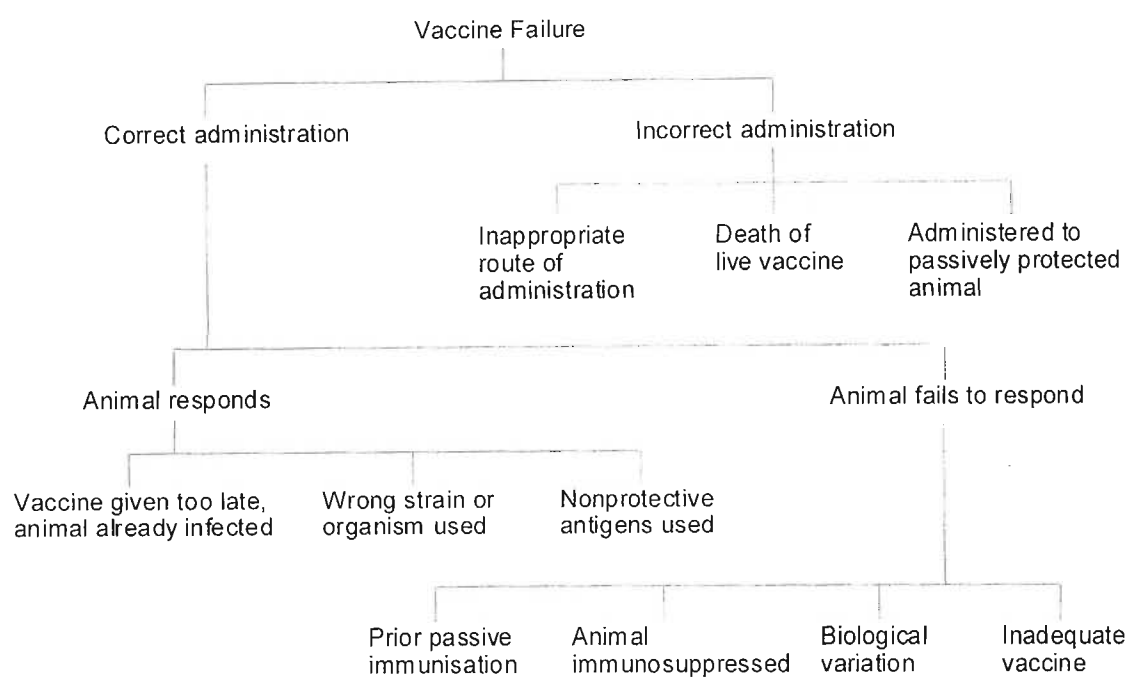 Vaccine Failure
Correct administration
Incorrect administration
Inappropriate
route of
administration
Death of
live vaccine
Administered to
passively protected
animal
Animal responds
Animal fails to respond
Vaccine given too late,
animal already infected
Wrong strain or
organism used
Nonprotective
antigens used
Prior passive
immunisation
Animal
immunosuppressed
Biological
variation
Inadequate
vaccine